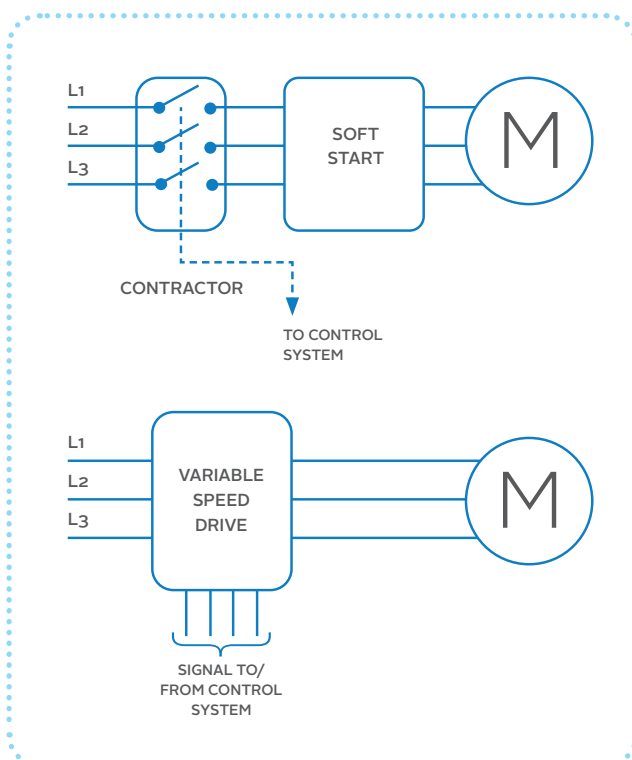 L1
L2
L3
SOFT
START
M
CONTRACTOR
TO CONTROL
SYSTEM
L1
L2
L3
VARIABLE
SPEED
DRIVE
M
SIGNAL TO/
FROM CONTROL
SYSTEM